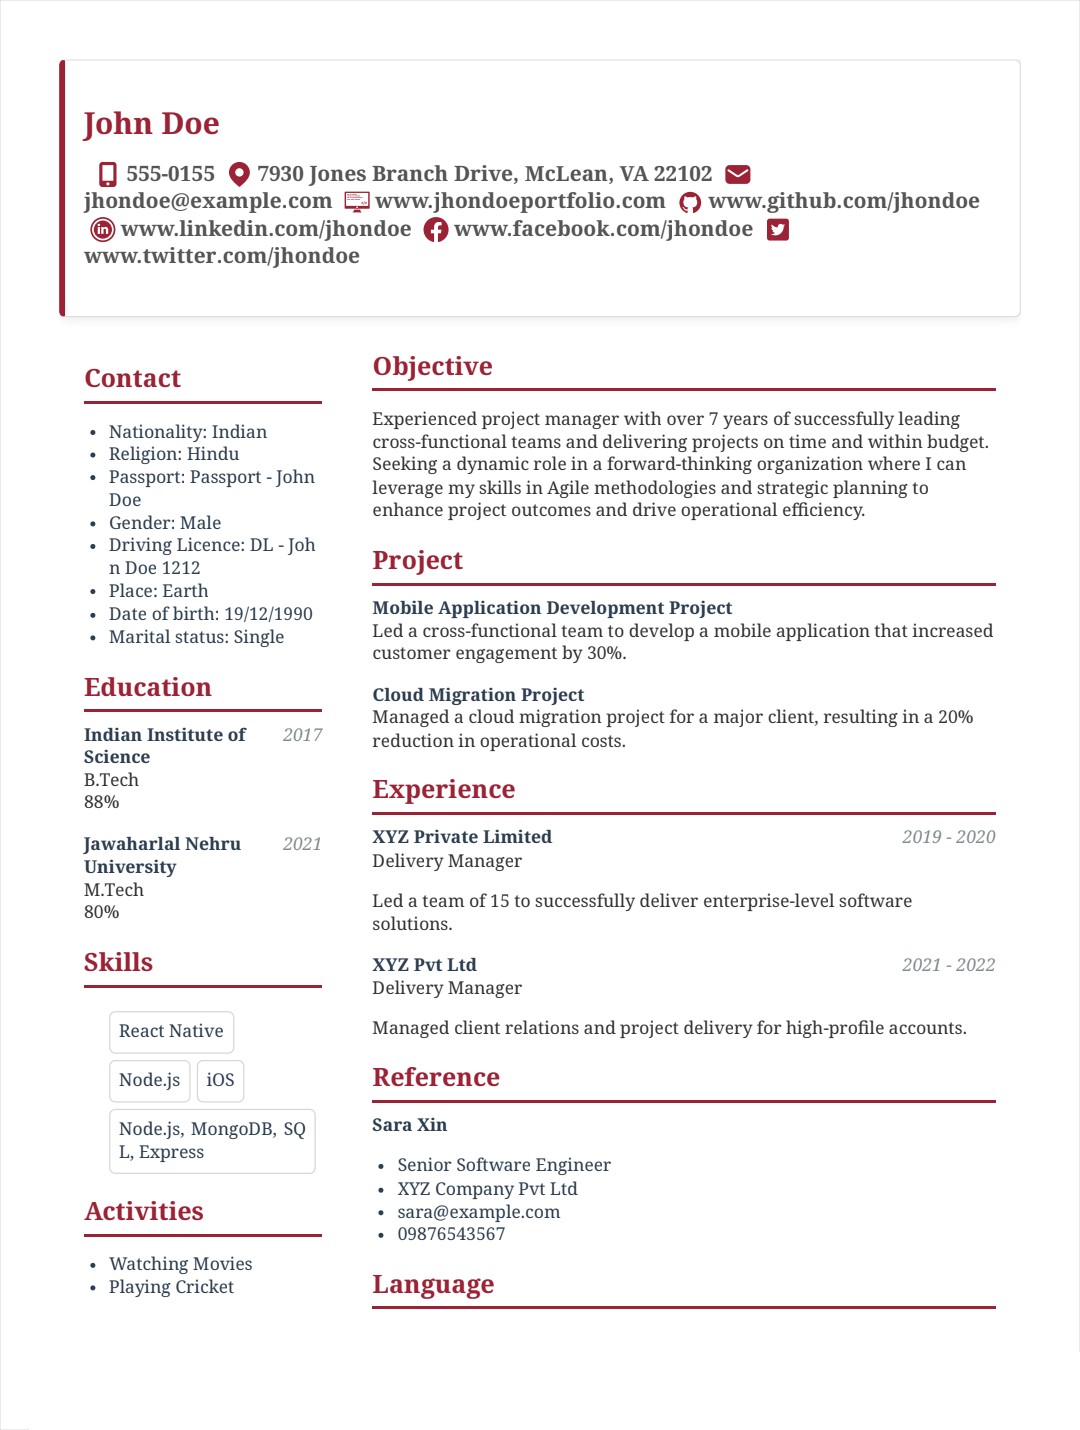 John Doe
555-0155 7930 Jones Branch Drive, McLean, VA 22102
jhondoe@example.com www.jhondoeportfolio.com www.github.com/jhondoe
www.linkedin.com/jhondoe www.facebook.com/jhondoe
www.twitter.com/jhondoe
Contact
• Nationality: Indian
• Religion: Hindu
• Passport: Passport - John
Doe
• Gender: Male
• Driving Licence: DL - Joh
n Doe 1212
• Place: Earth
• Date of birth: 19/12/1990
• Marital status: Single
Education
Indian Institute of 2017
Science
B.Tech
88%
Jawaharlal Nehru 2021
University
M.Tech
80%
Skills
React Native
Node.js iOS
Node.js, MongoDB, SQ
L, Express
Activities
• Watching Movies
• Playing Cricket
Objective
Experienced project manager with over 7 years of successfully leading
cross-functional teams and delivering projects on time and within budget.
Seeking a dynamic role in a forward-thinking organization where I can
leverage my skills in Agile methodologies and strategic planning to
enhance project outcomes and drive operational efficiency.
Project
Mobile Application Development Project
Led a cross-functional team to develop a mobile application that increased
customer engagement by 30%.
Cloud Migration Project
Managed a cloud migration project for a major client, resulting in a 20%
reduction in operational costs.
Experience
XYZ Private Limited 2019 - 2020
Delivery Manager
Led a team of 15 to successfully deliver enterprise-level software
solutions.
XYZ Pvt Ltd 2021 - 2022
Delivery Manager
Managed client relations and project delivery for high-profile accounts.
Reference
Sara Xin
• Senior Software Engineer
• XYZ Company Pvt Ltd
• sara@example.com
• 09876543567
Language